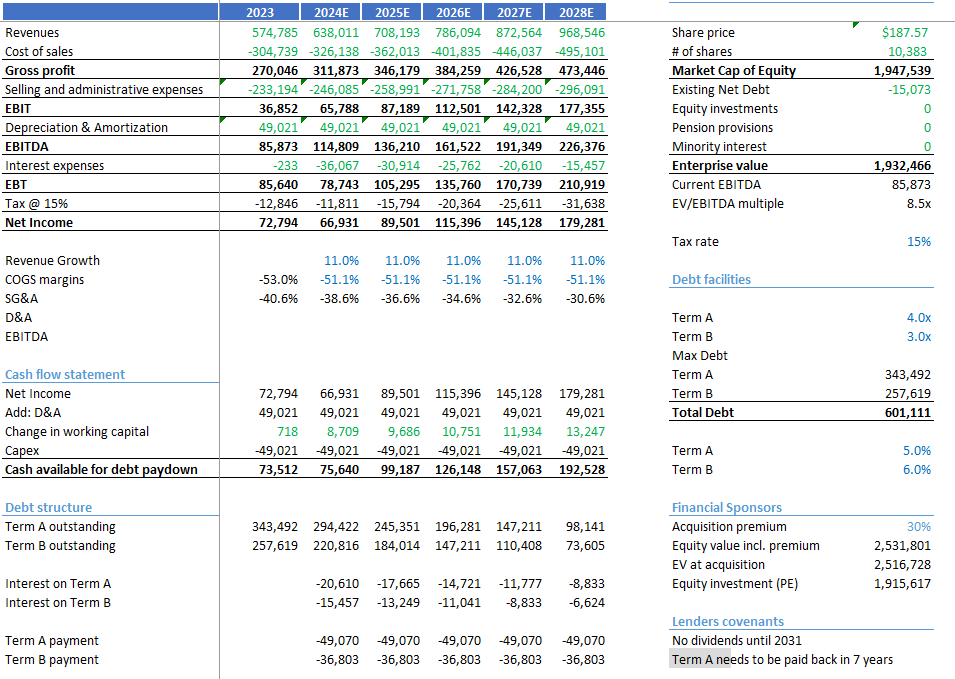 2023 2024E 2025E 2026E 2027E 2028E
Revenues 574,785 638,011 708,193 786,094 872,564 968,546
Cost of sales -304,739 -326,138 -362,013 -401,835 -446,037 -495,101
Gross profit 270,046 311,873 346,179 384,259 426,528 473,446
Selling and administrative expenses -233,194 -246,085 -258,991 -271,758 -284,200 -296,091
EBIT 36,852 65,788 87,189 112,501 142,328 177,355
Depreciation & Amortization 49,021 49,021 49,021 49,021 49,021 49,021
EBITDA 85,873 114,809 136,210 161,522 191,349 226,376
Interest expenses -233 -36,067 -30,914 -25,762 -20,610 -15,457
EBT 85,640 78,743 105,295 135,760 170,739 210,919
Tax @ 15% -12,846 -11,811 -15,794 -20,364 -25,611 -31,638
Net Income 72,794 66,931 89,501 115,396 145,128 179,281
Revenue Growth 11.0% 11.0% 11.0% 11.0% 11.0%
COGS margins -53.0% -51.1% -51.1% -51.1% -51.1% -51.1%
SG&A -40.6% -38.6% -36.6% -34.6% -32.6% -30.6%
D&A
EBITDA
Cash flow statement
Net Income 72,794 66,931 89,501 115,396 145,128 179,281
Add: D&A 49,021 49,021 49,021 49,021 49,021 49,021
Change in working capital 718 8,709 9,686 10,751 11,934 13,247
Capex -49,021 -49,021 -49,021 -49,021 -49,021 -49,021
Cash available for debt paydown 73,512 75,640 99,187 126,148 157,063 192,528
Debt structure
Term A outstanding 343,492 294,422 245,351 196,281 147,211 98,141
Term B outstanding 257,619 220,816 184,014 147,211 110,408 73,605
Interest on Term A -20,610 -17,665 -14,721 -11,777 -8,833
Interest on Term B -15,457 -13,249 -11,041 -8,833 -6,624
Term A payment -49,070 -49,070 -49,070 -49,070 -49,070
Term B payment -36,803 -36,803 -36,803 -36,803 -36,803
Share price $187.57
# of shares 10,383
Market Cap of Equity 1,947,539
Existing Net Debt -15,073
Equity investments 0
Pension provisions 0
Minority interest 0
Enterprise value 1,932,466
Current EBITDA 85,873
EV/EBITDA multiple 8.5x
Tax rate 15%
Debt facilities
Term A 4.0x
Term B 3.0x
Max Debt
Term A 343,492
Term B 257,619
Total Debt 601,111
Term A 5.0%
Term B 6.0%
Financial Sponsors
Acquisition premium 30%
Equity value incl. premium 2,531,801
EV at acquisition 2,516,728
Equity investment (PE) 1,915,617
Lenders covenants
No dividends until 2031
Term A needs to be paid back in 7 years